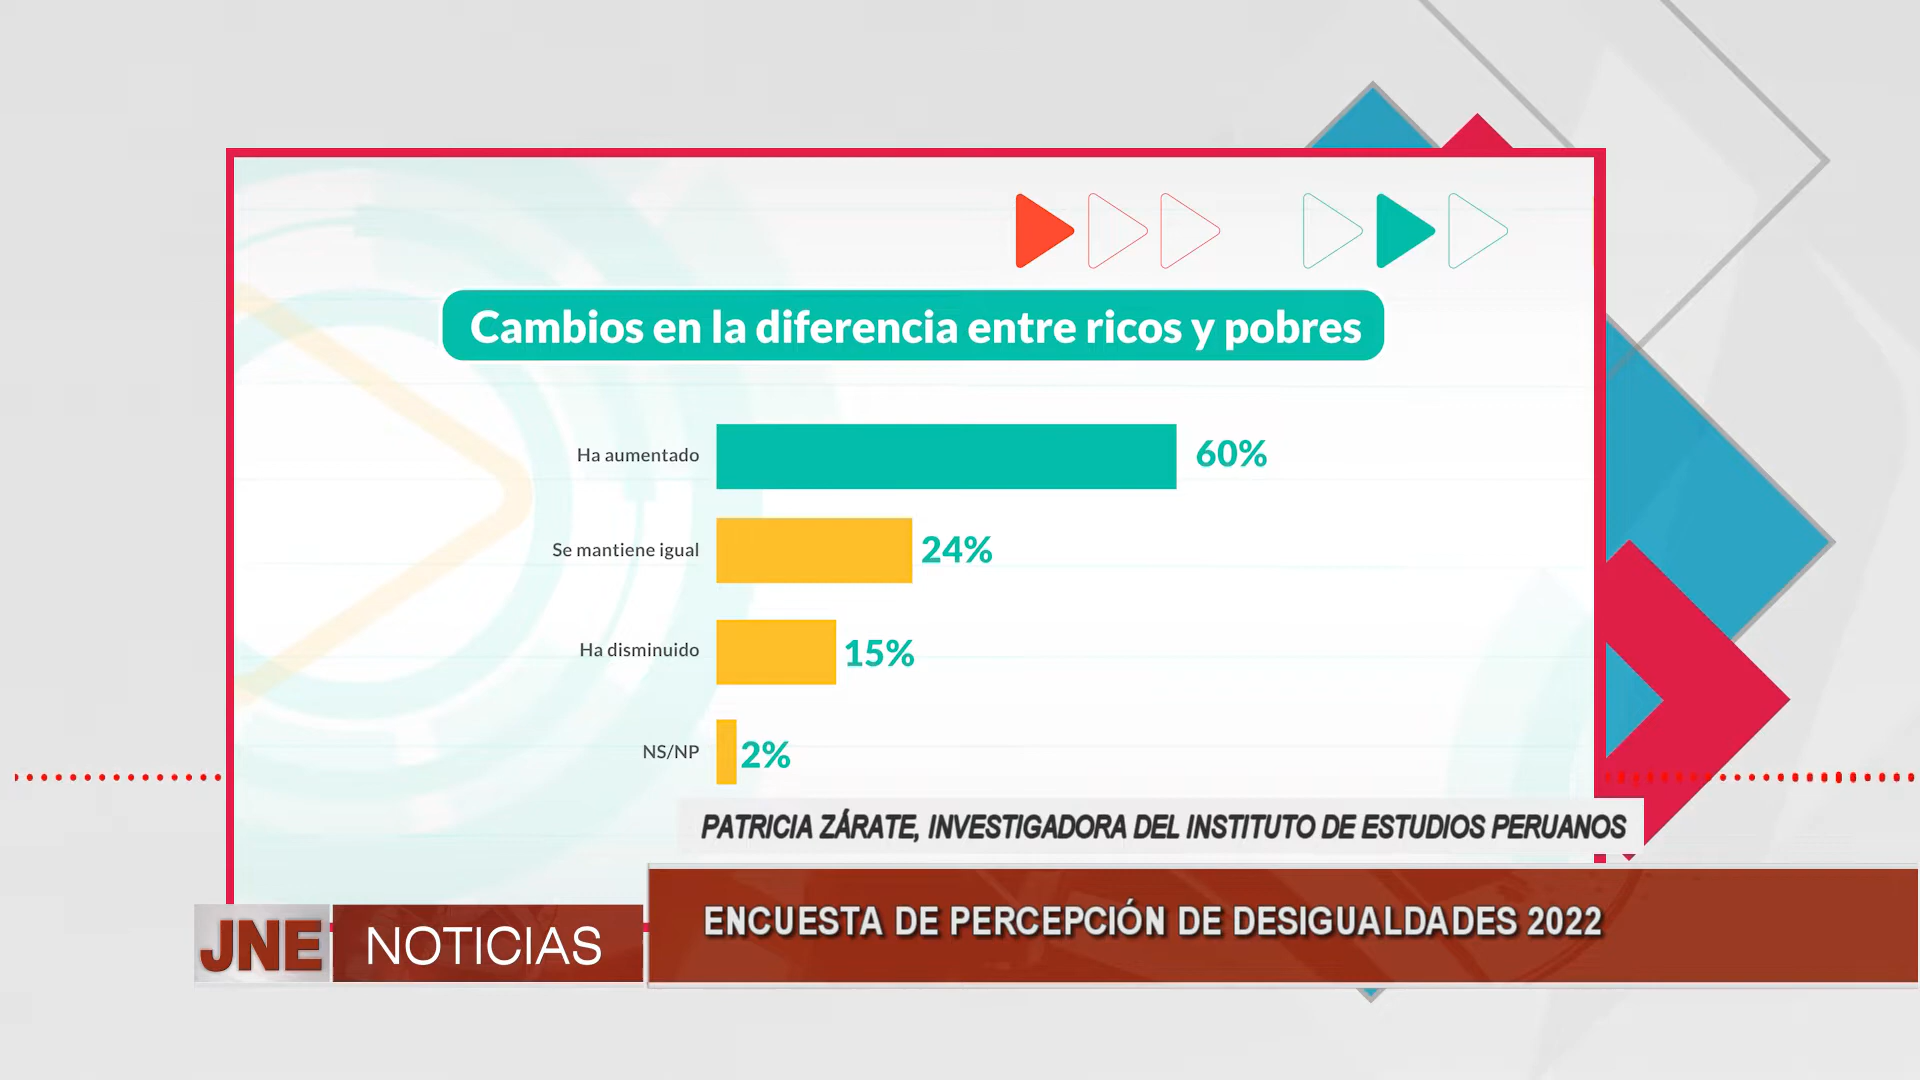 Cambios en la diferencia entre ricos y pobres
Ha aumentado 60%
Se mantiene igual 24%
Ha disminuido 15%
NS/NP 2%
PATRICIA ZÁRATE, INVESTIGADORA DEL INSTITUTO DE ESTUDIOS PERUANOS
ENCUESTA DE PERCEPCIÓN DE DESIGUALDADES 2022
JNE NOTICIAS